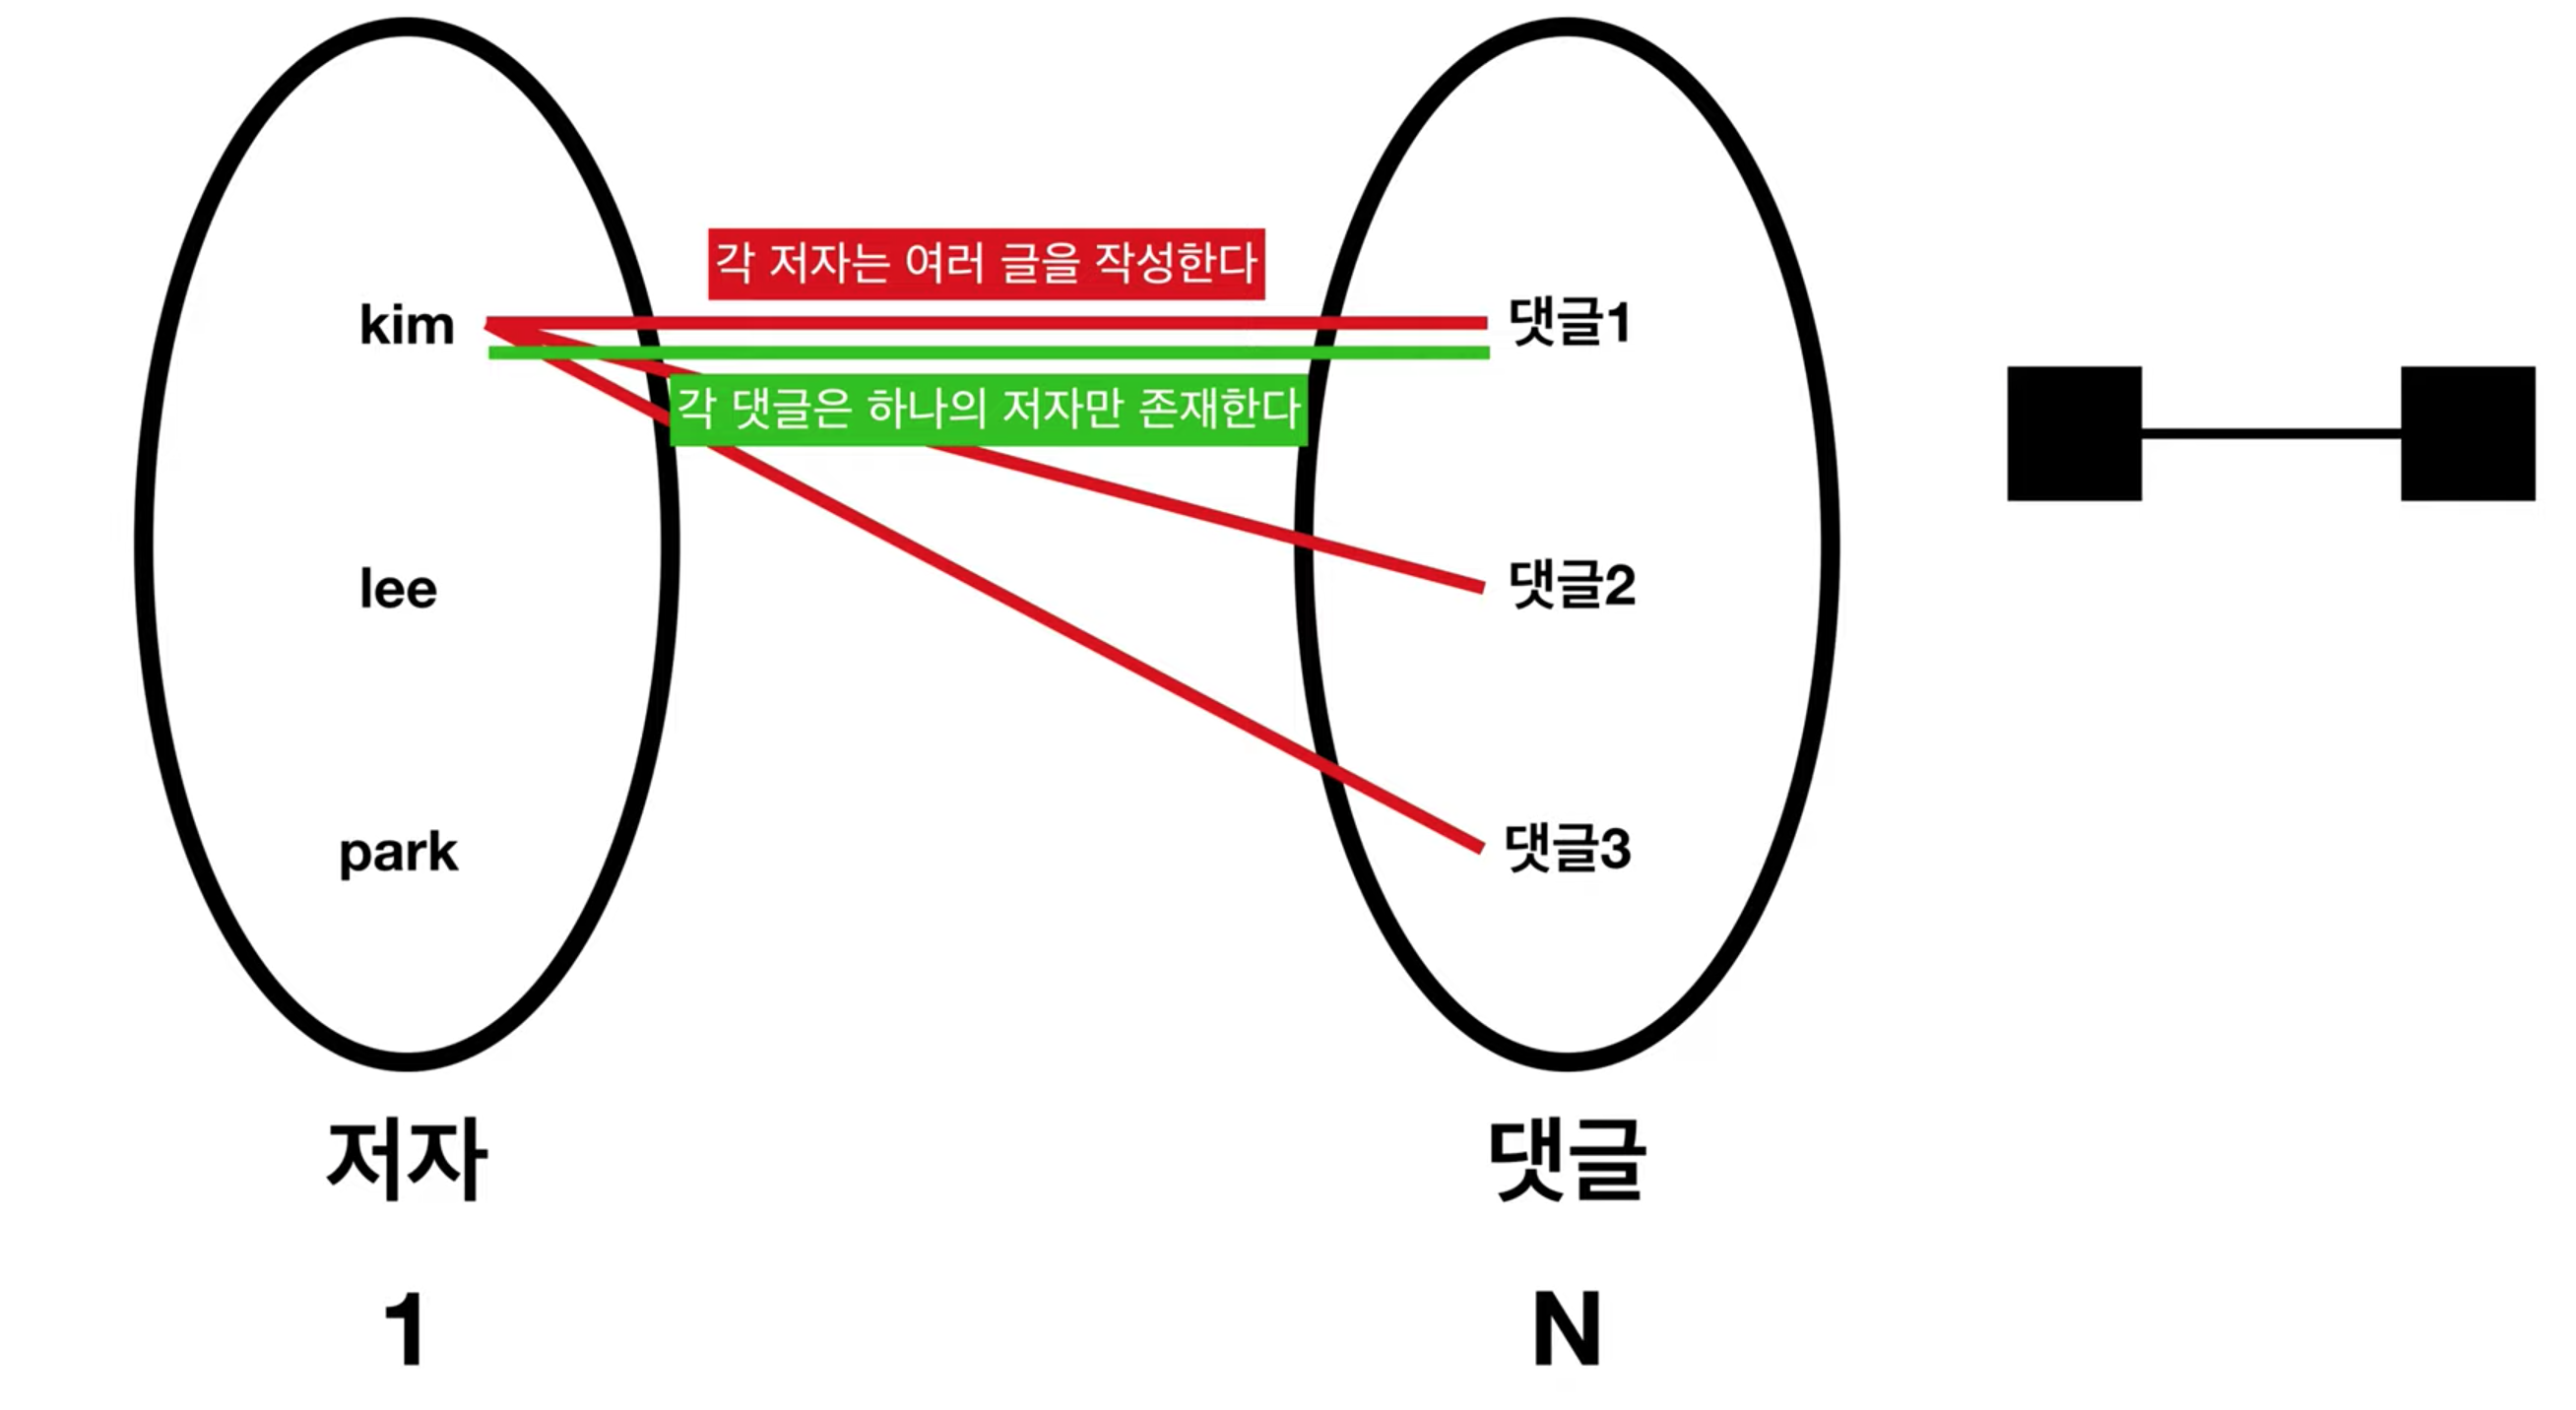 각 저자는 여러 글을 작성한다
kim
댓글1
각 댓글은 하나의 저자만 존재한다
lee
댓글2
park
댓글3
저자
댓글
1
N